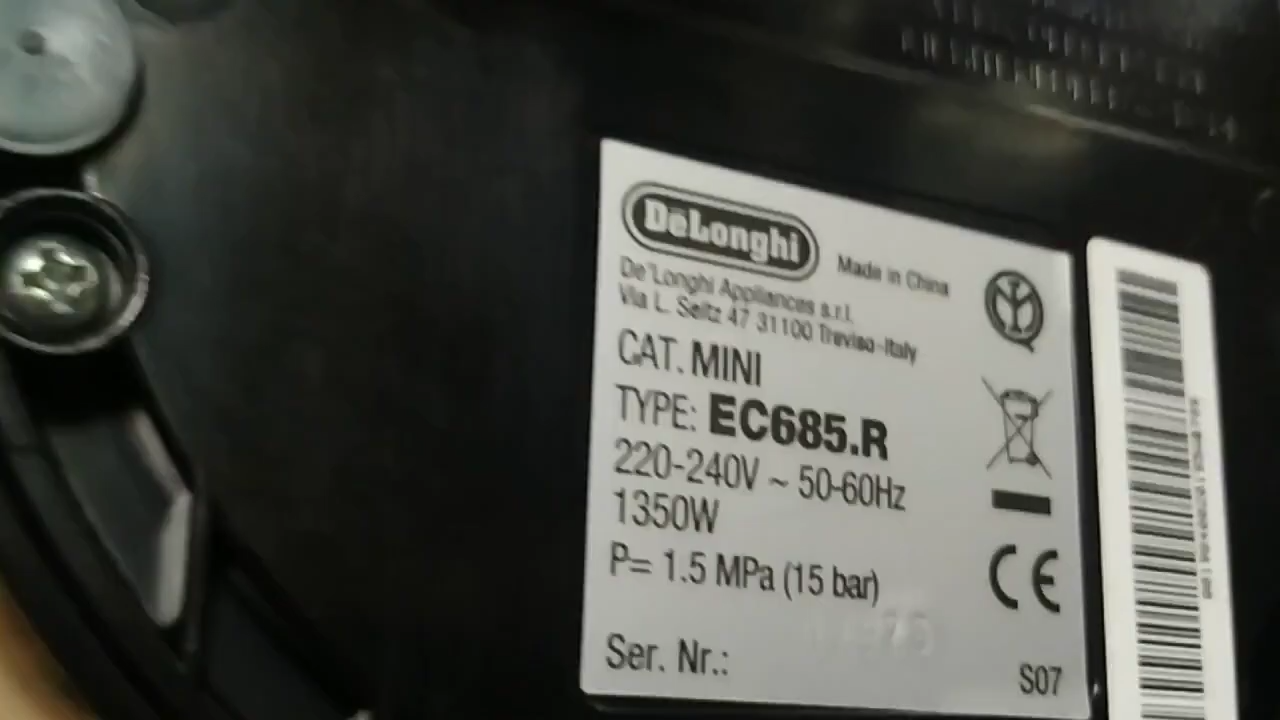 DeLonghi
Made in China
De'Longhi Appliances s.r.l.
Via L. Seitz 47 31100 Treviso-Italy
CAT. MINI
TYPE: EC685.R
220-240V ~ 50-60Hz
1350W
P= 1.5 MPa (15 bar)
Ser. Nr.:
CE
S07